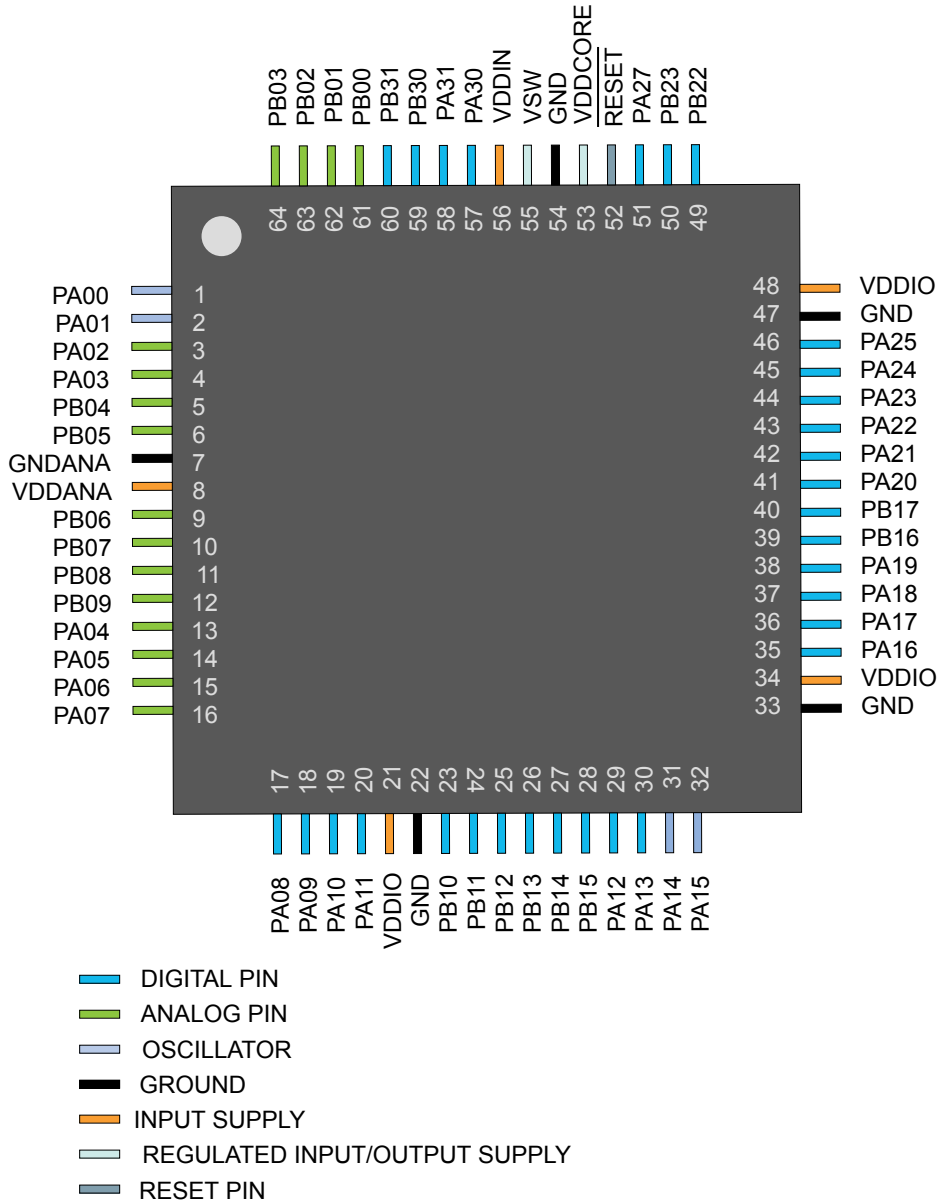 PB03
PB02
PB01
PB00
PB31
PB30
PA31
PA30
VDDIN
VSW
GND
VDDCORE
RESET
PA27
PB23
PB22
64
63
62
61
60
59
58
57
56
55
54
53
52
51
50
49
PA00 1
PA01 2
PA02 3
PA03 4
PB04 5
PB05 6
GNDANA 7
VDDANA 8
PB06 9
PB07 10
PB08 11
PB09 12
PA04 13
PA05 14
PA06 15
PA07 16
48 VDDIO
47 GND
46 PA25
45 PA24
44 PA23
43 PA22
42 PA21
41 PA20
40 PB17
39 PB16
38 PA19
37 PA18
36 PA17
35 PA16
34 VDDIO
33 GND
17
18
19
20
21
22
23
24
25
26
27
28
29
30
31
32
PA08
PA09
PA10
PA11
VDDIO
GND
PB10
PB11
PB12
PB13
PB14
PB15
PA12
PA13
PA14
PA15
DIGITAL PIN
ANALOG PIN
OSCILLATOR
GROUND
INPUT SUPPLY
REGULATED INPUT/OUTPUT SUPPLY
RESET PIN